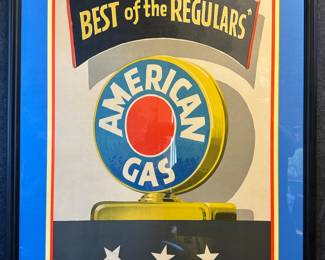 BEST of the REGULARS*
AMERICAN
GAS